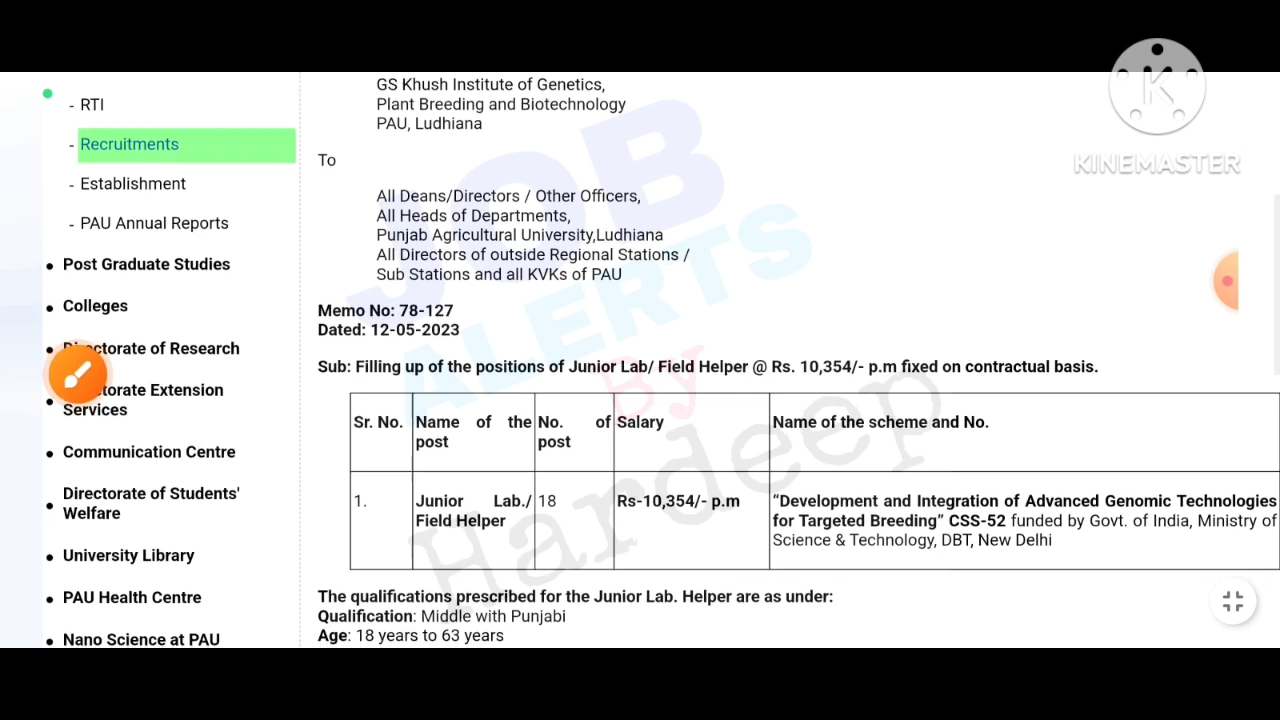 GS Khush Institute of Genetics,
Plant Breeding and Biotechnology
PAU, Ludhiana
To
All Deans/Directors / Other Officers,
All Heads of Departments,
Punjab Agricultural University,Ludhiana
All Directors of outside Regional Stations /
Sub Stations and all KVKs of PAU
Memo No: 78-127
Dated: 12-05-2023
Sub: Filling up of the positions of Junior Lab/ Field Helper @ Rs. 10,354/- p.m fixed on contractual basis.
Sr. No. Name of the post No. of post Salary Name of the scheme and No.
1. Junior Lab./ Field Helper 18 Rs-10,354/- p.m "Development and Integration of Advanced Genomic Technologies
for Targeted Breeding" CSS-52 funded by Govt. of India, Ministry of
Science & Technology, DBT, New Delhi
The qualifications prescribed for the Junior Lab. Helper are as under:
Qualification: Middle with Punjabi
Age: 18 years to 63 years
- RTI
- Recruitments
- Establishment
- PAU Annual Reports
Post Graduate Studies
Colleges
Directorate of Research
Extension
Services
Communication Centre
Directorate of Students'
Welfare
University Library
PAU Health Centre
Nano Science at PAU
JOB
ALERTS
by
Hardeep
K
KINEMASTER